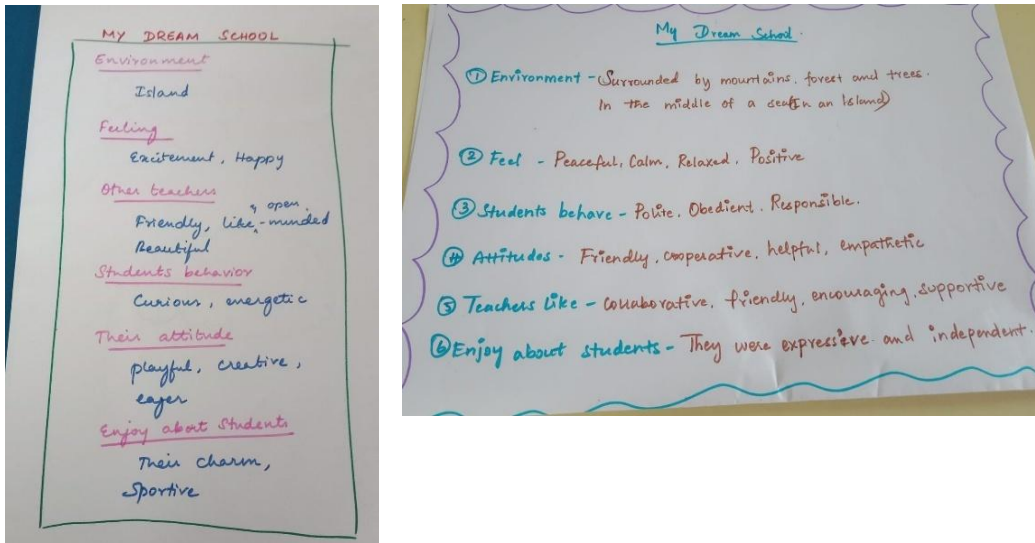 MY DREAM SCHOOL
Environment
Island
Feeling
Excitement, Happy
Other teachers
open
Friendly, like, -minded
Beautiful
Students behavior
Curious, energetic
Their attitude
playful, creative,
eager
Enjoy about Students
Their charm,
Sportive
My Dream School.
① Environment - Surrounded by mountains, forest and trees.
In the middle of a sea(In an Island)
② Feel - Peaceful, Calm, Relaxed, Positive
③ Students behave - Polite, Obedient, Responsible.
④ Attitudes - Friendly, cooperative, helpful, empathetic
⑤ Teachers Like - Collaborative, friendly, encouraging, supportive
⑥ Enjoy about students - They were expressive and independent.